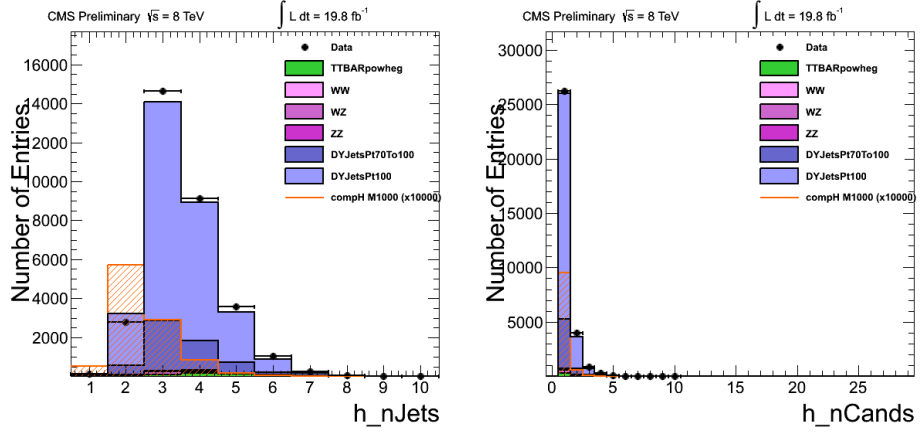 CMS Preliminary √s = 8 TeV ∫ L dt = 19.8 fb⁻¹
Number of Entries
16000
14000
12000
10000
8000
6000
4000
2000
Data
TTBARpowheg
WW
WZ
ZZ
DYJetsPt70To100
DYJetsPt100
compH M1000 (x10000)
1 2 3 4 5 6 7 8 9 10
h_nJets
CMS Preliminary √s = 8 TeV ∫ L dt = 19.8 fb⁻¹
Number of Entries
30000
25000
20000
15000
10000
5000
Data
TTBARpowheg
WW
WZ
ZZ
DYJetsPt70To100
DYJetsPt100
compH M1000 (x10000)
0 5 10 15 20 25
h_nCands